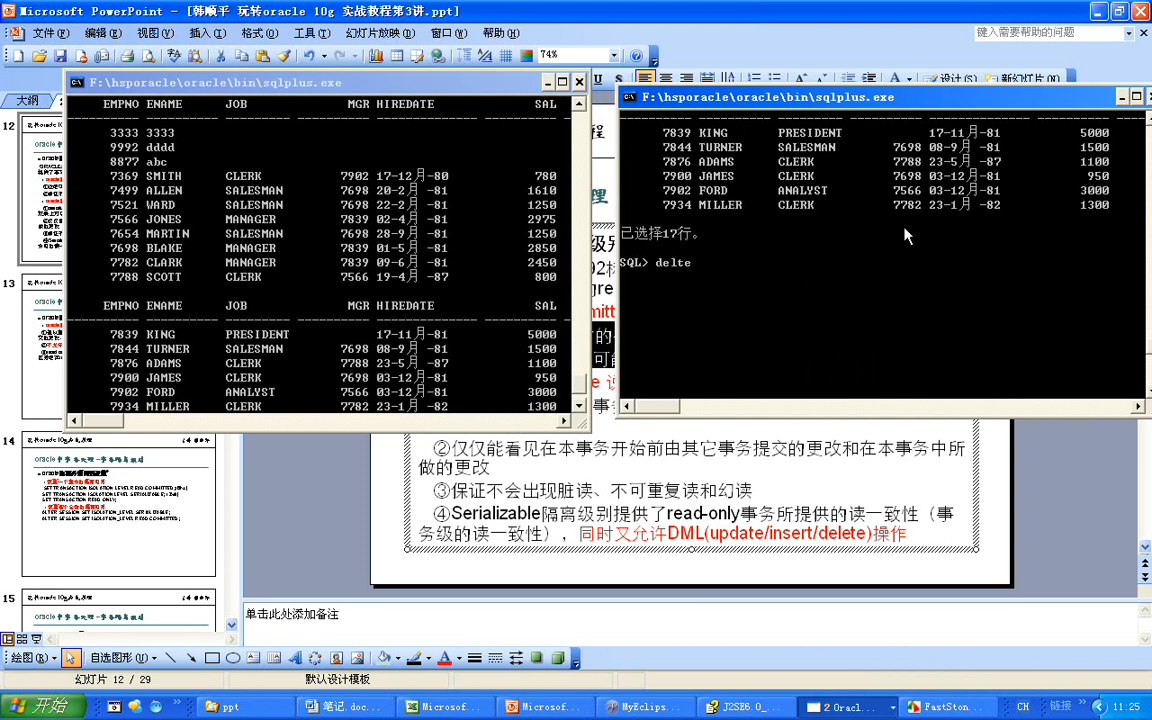 Microsoft PowerPoint - [韩顺平 玩转oracle 10g 实战教程第3讲.ppt]
文件(F) 编辑(E) 视图(V) 插入(I) 格式(O) 工具(T) 幻灯片放映(D) 窗口(W) 帮助(H) 键入需要帮助的问题
74%
设计(S) 新幻灯片(N)
大纲
F:\hsporacle\oracle\bin\sqlplus.exe
EMPNO ENAME JOB MGR HIREDATE SAL
3333 3333
9992 dddd
8877 abc
7369 SMITH CLERK 7902 17-12月-80 780
7499 ALLEN SALESMAN 7698 20-2月 -81 1610
7521 WARD SALESMAN 7698 22-2月 -81 1250
7566 JONES MANAGER 7839 02-4月 -81 2975
7654 MARTIN SALESMAN 7698 28-9月 -81 1250
7698 BLAKE MANAGER 7839 01-5月 -81 2850
7782 CLARK MANAGER 7839 09-6月 -81 2450
7788 SCOTT CLERK 7566 19-4月 -87 800
EMPNO ENAME JOB MGR HIREDATE SAL
7839 KING PRESIDENT 17-11月-81 5000
7844 TURNER SALESMAN 7698 08-9月 -81 1500
7876 ADAMS CLERK 7788 23-5月 -87 1100
7900 JAMES CLERK 7698 03-12月-81 950
7902 FORD ANALYST 7566 03-12月-81 3000
7934 MILLER CLERK 7782 23-1月 -82 1300
F:\hsporacle\oracle\bin\sqlplus.exe
7839 KING PRESIDENT 17-11月-81 5000
7844 TURNER SALESMAN 7698 08-9月 -81 1500
7876 ADAMS CLERK 7788 23-5月 -87 1100
7900 JAMES CLERK 7698 03-12月-81 950
7902 FORD ANALYST 7566 03-12月-81 3000
7934 MILLER CLERK 7782 23-1月 -82 1300
已选择17行。
SQL> delte
②仅仅能看见在本事务开始前由其它事务提交的更改和在本事务中所
做的更改
③保证不会出现脏读、不可重复读和幻读
④Serializable隔离级别提供了read-only事务所提供的读一致性（事
务级的读一致性），同时又允许DML(update/insert/delete)操作
12
13
14
SET TRANSACTION READ ONLY;
15
单击此处添加备注
绘图(R) 自选图形(U)
幻灯片 12 / 29 默认设计模板
开始 ppt 笔记.doc... Microsoft... Microsoft... MyEclips... J2SE6.0_... 2 Oracl... FastSton... CH 链接 11:25